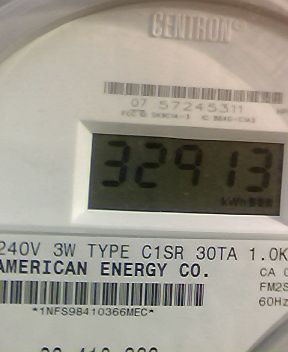 CENTRON®
07 57245311
32913
kWh
240V 3W TYPE C1SR 30TA 1.0K
AMERICAN ENERGY CO.
CA 0
FM2S
60Hz
*1NFS98410366MEC*